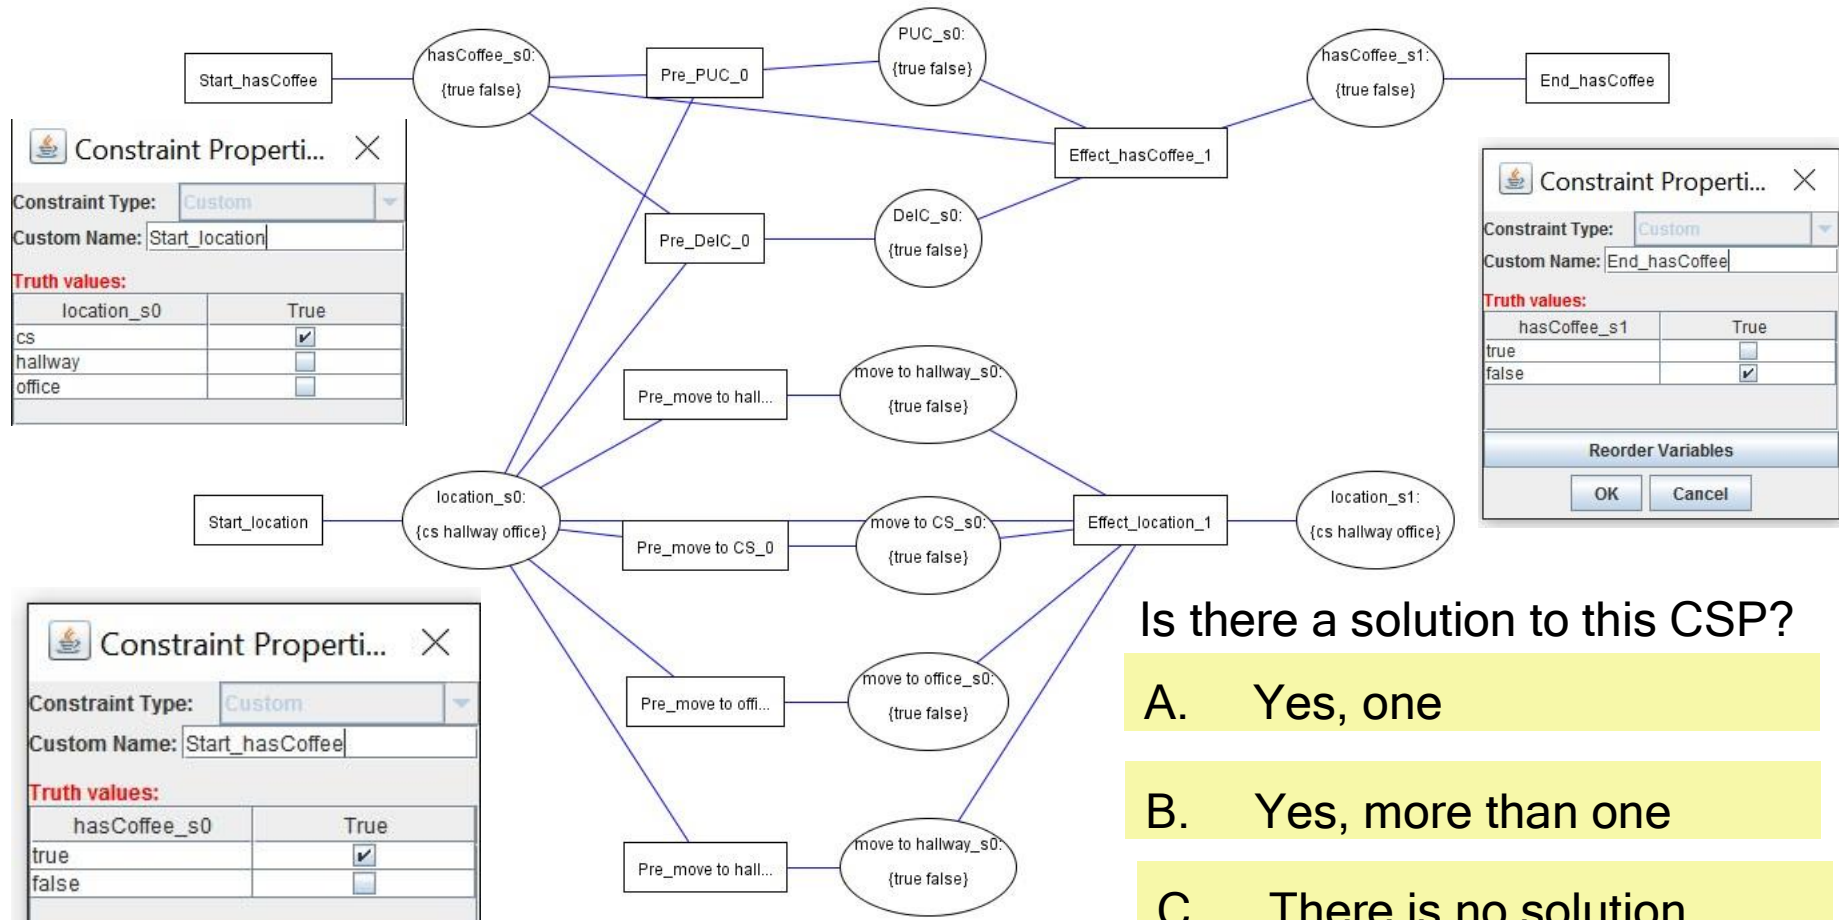 PUC_s0:
{true false}
hasCoffee_s0:
{true false}
hasCoffee_s1:
{true false}
Start_hasCoffee
Pre_PUC_0
End_hasCoffee
Effect_hasCoffee_1
DelC_s0:
{true false}
Pre_DelC_0
Constraint Properti...
Constraint Type: Custom
Custom Name: Start_location
Truth values:
location_s0 True
cs
hallway
office
Constraint Properti...
Constraint Type: Custom
Custom Name: End_hasCoffee
Truth values:
hasCoffee_s1 True
true
false
Reorder Variables
OK Cancel
Pre_move to hall...
move to hallway_s0:
{true false}
Start_location
location_s0:
{cs hallway office}
Pre_move to CS_0
move to CS_s0:
{true false}
Effect_location_1
location_s1:
{cs hallway office}
Pre_move to offi...
move to office_s0:
{true false}
Pre_move to hall...
move to hallway_s0:
{true false}
Constraint Properti...
Constraint Type: Custom
Custom Name: Start_hasCoffee
Truth values:
hasCoffee_s0 True
true
false
Is there a solution to this CSP?
A. Yes, one
B. Yes, more than one
C There is no solution